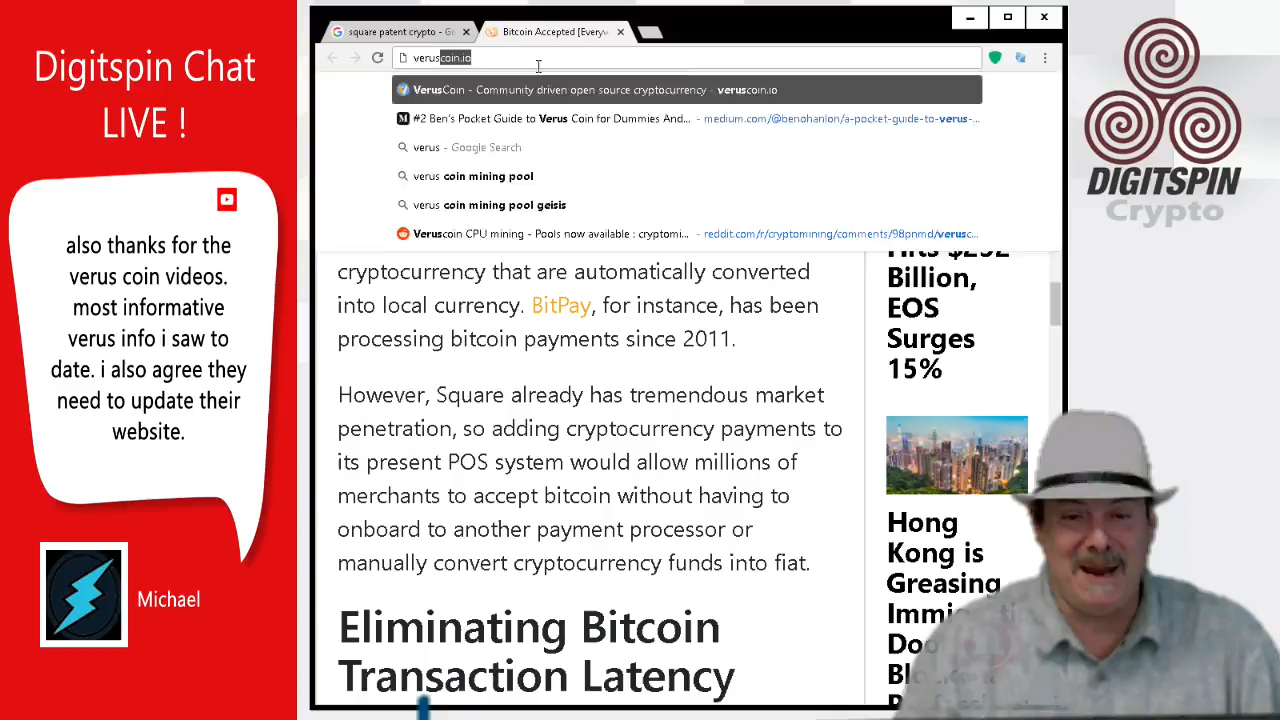 Digitspin Chat
LIVE !
also thanks for the
verus coin videos.
most informative
verus info i saw to
date. i also agree they
need to update their
website.
Michael
square patent crypto - Go
Bitcoin Accepted [Everyw
veruscoin.io
VerusCoin - Community driven open source cryptocurrency - veruscoin.io
#2 Ben's Pocket Guide to Verus Coin for Dummies And... - medium.com/@benohanlon/a-pocket-guide-to-verus-...
verus - Google Search
verus coin mining pool
verus coin mining pool geisis
Veruscoin CPU mining - Pools now available : cryptomi... - reddit.com/r/cryptomining/comments/98pnmd/verusc...
cryptocurrency that are automatically converted
into local currency. BitPay, for instance, has been
processing bitcoin payments since 2011.
However, Square already has tremendous market
penetration, so adding cryptocurrency payments to
its present POS system would allow millions of
merchants to accept bitcoin without having to
onboard to another payment processor or
manually convert cryptocurrency funds into fiat.
Eliminating Bitcoin
Transaction Latency
Hits $292
Billion,
EOS
Surges
15%
Hong
Kong is
Greasing
DIGITSPIN
Crypto